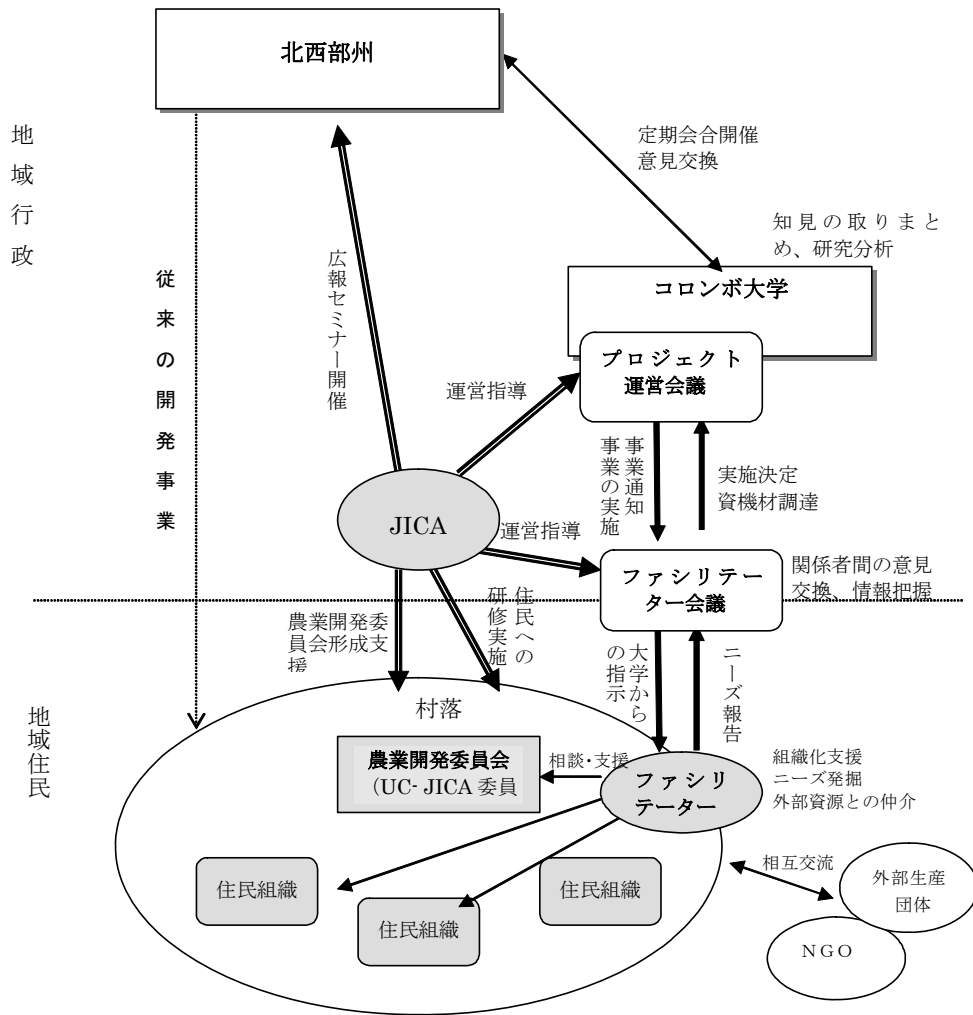 北西部州
地域行政
定期会合開催
意見交換
知見の取りまと
め、研究分析
従来の開発事業
広報セミナー開催
コロンボ大学
プロジェクト
運営会議
運営指導
事業通知
事業の実施
実施決定
資機材調達
JICA
運営指導
ファシリテー
ター会議
関係者間の意見
交換、情報把握
農業開発委
員会形成支
援
住民への
研修実施
大学から
の指示
ニーズ報告
地域住民
村落
農業開発委員会
（UC- JICA 委員
相談・支援
ファシリ
テーター
組織化支援
ニーズ発掘
外部資源との仲介
住民組織
住民組織
住民組織
相互交流
外部生産
団体
NGO